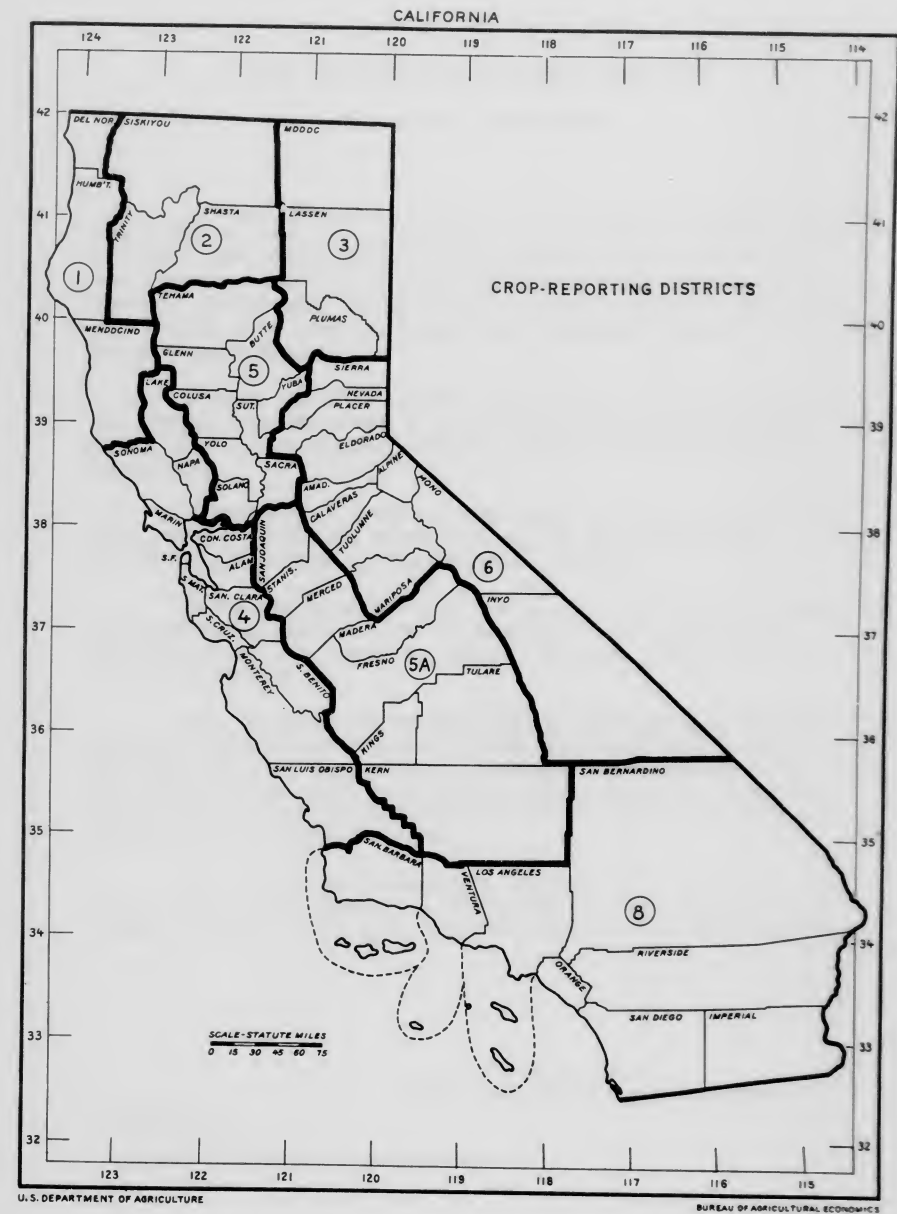 CALIFORNIA
124 123 122 121 120 119 118 117 116 115 114
42 42
DEL NOR. SISKIYOU MODOC
HUMB'T.
41 TRINITY SHASTA LASSEN 41
2 3
1
TEHAMA CROP-REPORTING DISTRICTS
40 MENDOCINO PLUMAS 40
BUTTE
GLENN
5 SIERRA
LAKE YUBA
COLUSA SUT. NEVADA
PLACER
39 39
SONOMA YOLO ELDORADO
NAPA SACRA. ALPINE MONO
SOLANO AMAD.
MARIN CALAVERAS
38 CON. COSTA SAN JOAQUIN TUOLUMNE 38
S.F. ALAM. STANIS.
S. MAT. SAN. CLARA MERCED MARIPOSA 6
INYO
4
37 S. CRUZ. MADERA 37
MONTEREY S. BENITO FRESNO 5A TULARE
36 36
KINGS
SAN LUIS OBISPO KERN SAN BERNARDINO
35 35
SAN. BARBARA VENTURA LOS ANGELES
8
34 34
ORANGE RIVERSIDE
SAN DIEGO IMPERIAL
33 33
SCALE-STATUTE MILES
0 15 30 45 60 75
32 32
123 122 121 120 119 118 117 116 115
U.S. DEPARTMENT OF AGRICULTURE BUREAU OF AGRICULTURAL ECONOMICS